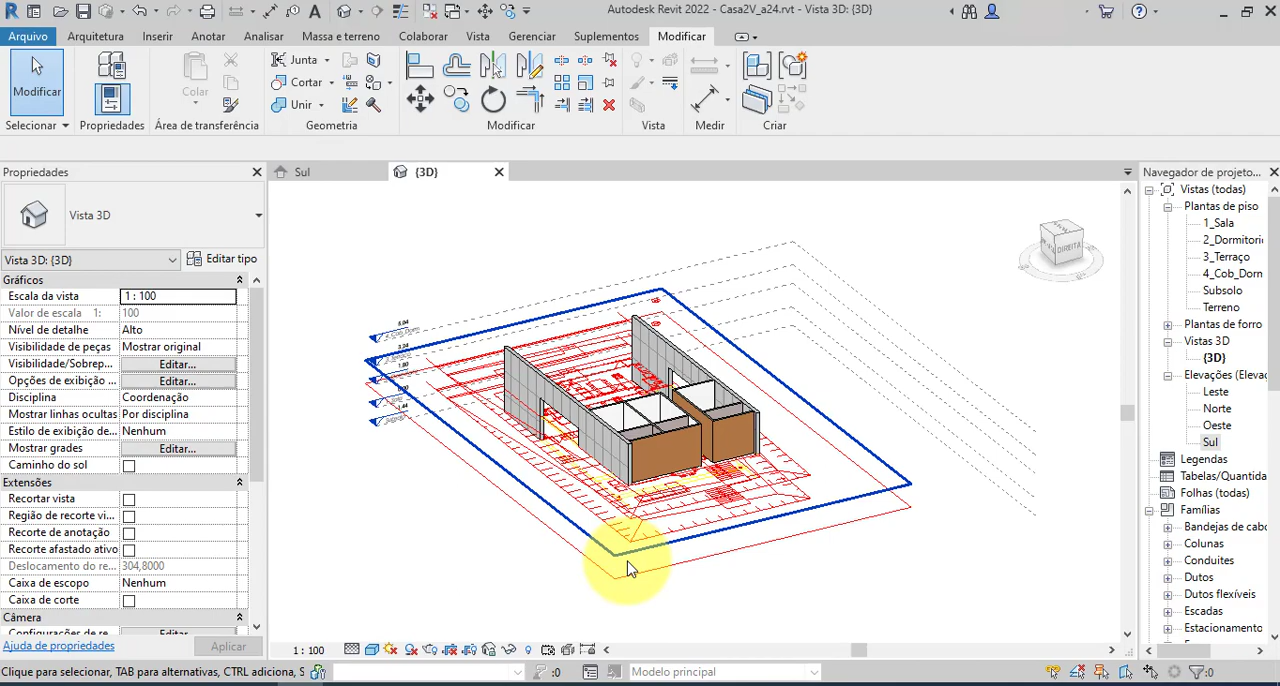 Autodesk Revit 2022 - Casa2V_a24.rvt - Vista 3D: {3D}
Arquivo Arquitetura Inserir Anotar Analisar Massa e terreno Colaborar Vista Gerenciar Suplementos Modificar
Modificar
Colar
Junta
Cortar
Unir
Selecionar Propriedades Área de transferência Geometria Modificar Vista Medir Criar
Propriedades
Vista 3D
Vista 3D: {3D} Editar tipo
Gráficos
Escala da vista 1 : 100
Valor de escala 1: 100
Nível de detalhe Alto
Visibilidade de peças Mostrar original
Visibilidade/Sobrep... Editar...
Opções de exibição ... Editar...
Disciplina Coordenação
Mostrar linhas ocultas Por disciplina
Estilo de exibição de... Nenhum
Mostrar grades Editar...
Caminho do sol
Extensões
Recortar vista
Região de recorte vi...
Recorte de anotação
Recorte afastado ativo
Deslocamento do re... 304,8000
Caixa de escopo Nenhum
Caixa de corte
Câmera
Configurações de re... Editar...
Ajuda de propriedades Aplicar
Sul
{3D}
DIREITA
Navegador de projeto...
Vistas (todas)
Plantas de piso
1_Sala
2_Dormitori
3_Terraço
4_Cob_Dorn
Subsolo
Terreno
Plantas de forro
Vistas 3D
{3D}
Elevações (Eleva
Leste
Norte
Oeste
Sul
Legendas
Tabelas/Quantida
Folhas (todas)
Famílias
Bandejas de cabo
Colunas
Conduites
Dutos
Dutos flexíveis
Escadas
Estacionamento
1 : 100
Clique para selecionar, TAB para alternativas, CTRL adiciona, S :0 Modelo principal :0